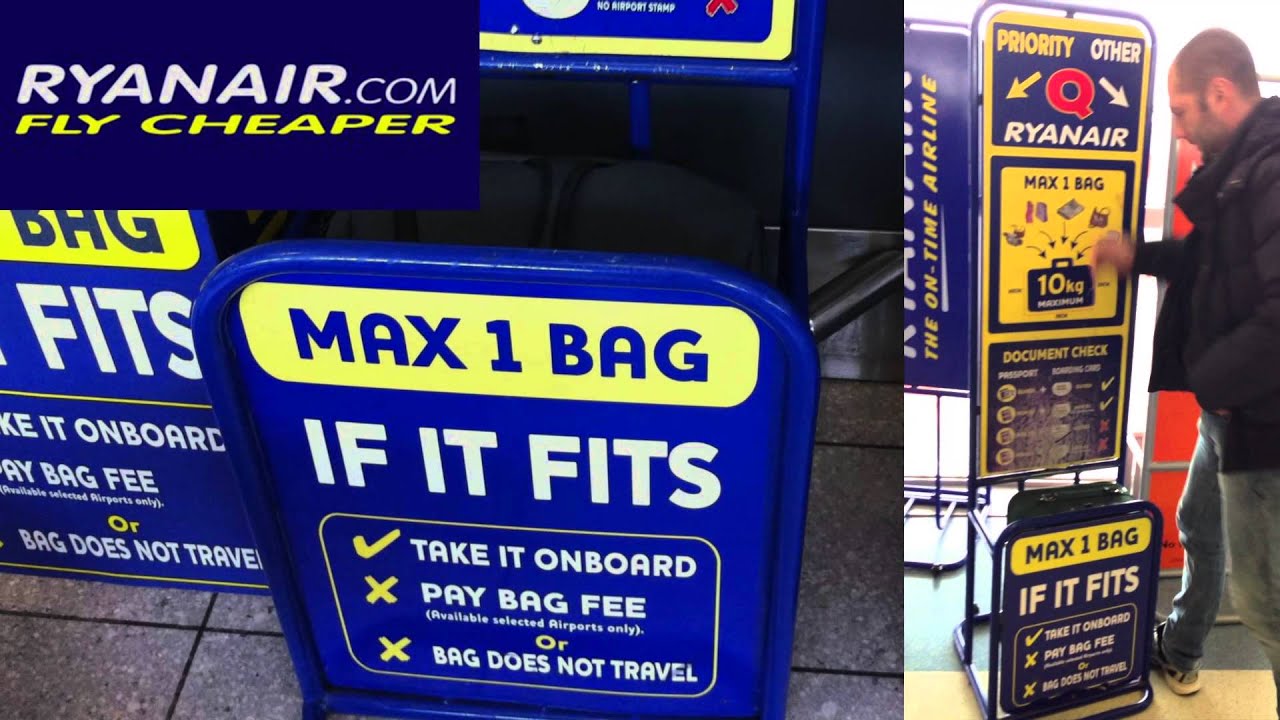 RYANAIR.COM
FLY CHEAPER
NO AIRPORT STAMP
BAG
FITS
KE IT ONBOARD
PAY BAG FEE
(Available selected Airports only).
Or
BAG DOES NOT TRAVEL
MAX 1 BAG
IF IT FITS
TAKE IT ONBOARD
PAY BAG FEE
(Available selected Airports only).
Or
BAG DOES NOT TRAVEL
THE ON-TIME AIRLINE
PRIORITY OTHER
Q
RYANAIR
MAX 1 BAG
10kg
MAXIMUM
DOCUMENT CHECK
PASSPORT BOARDING CARD
MAX 1 BAG
IF IT FITS
TAKE IT ONBOARD
PAY BAG FEE
(Available selected Airports only).
Or
BAG DOES NOT TRAVEL